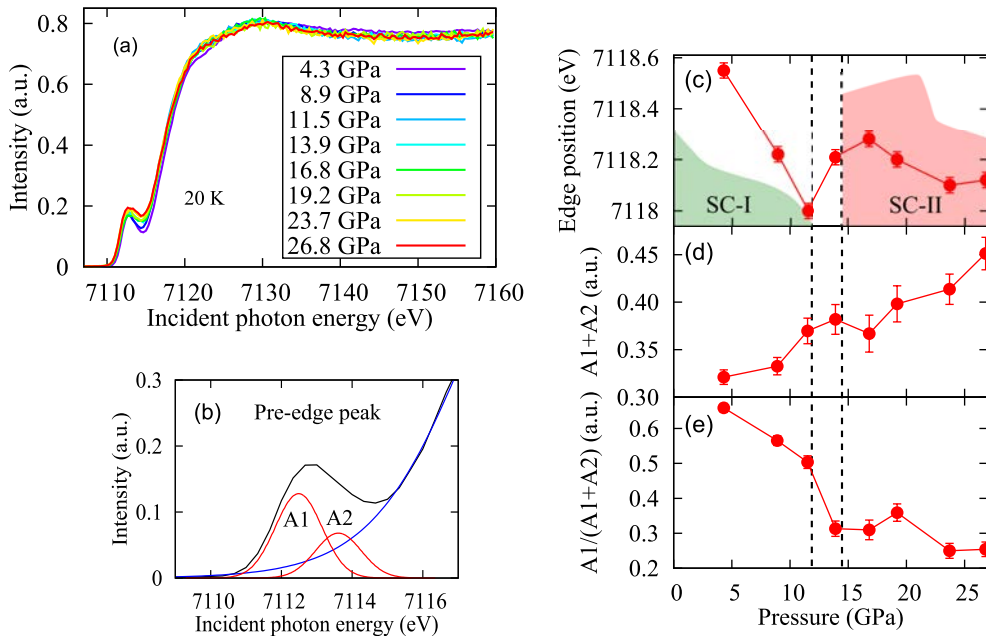 (a)
Intensity (a.u.)
0.8
0.6
0.4
0.2
0
4.3 GPa
8.9 GPa
11.5 GPa
13.9 GPa
16.8 GPa
19.2 GPa
23.7 GPa
26.8 GPa
20 K
7110 7120 7130 7140 7150 7160
Incident photon energy (eV)
(b)
Pre-edge peak
Intensity (a.u.)
0.3
0.2
0.1
0
A1 A2
7110 7112 7114 7116
Incident photon energy (eV)
(c)
Edge position (eV)
7118.6
7118.2
7118
SC-I
SC-II
(d)
A1+A2 (a.u.)
0.45
0.40
0.35
0.30
(e)
A1/(A1+A2) (a.u.)
0.5
0.4
0.3
0.2
0 5 10 15 20 25
Pressure (GPa)